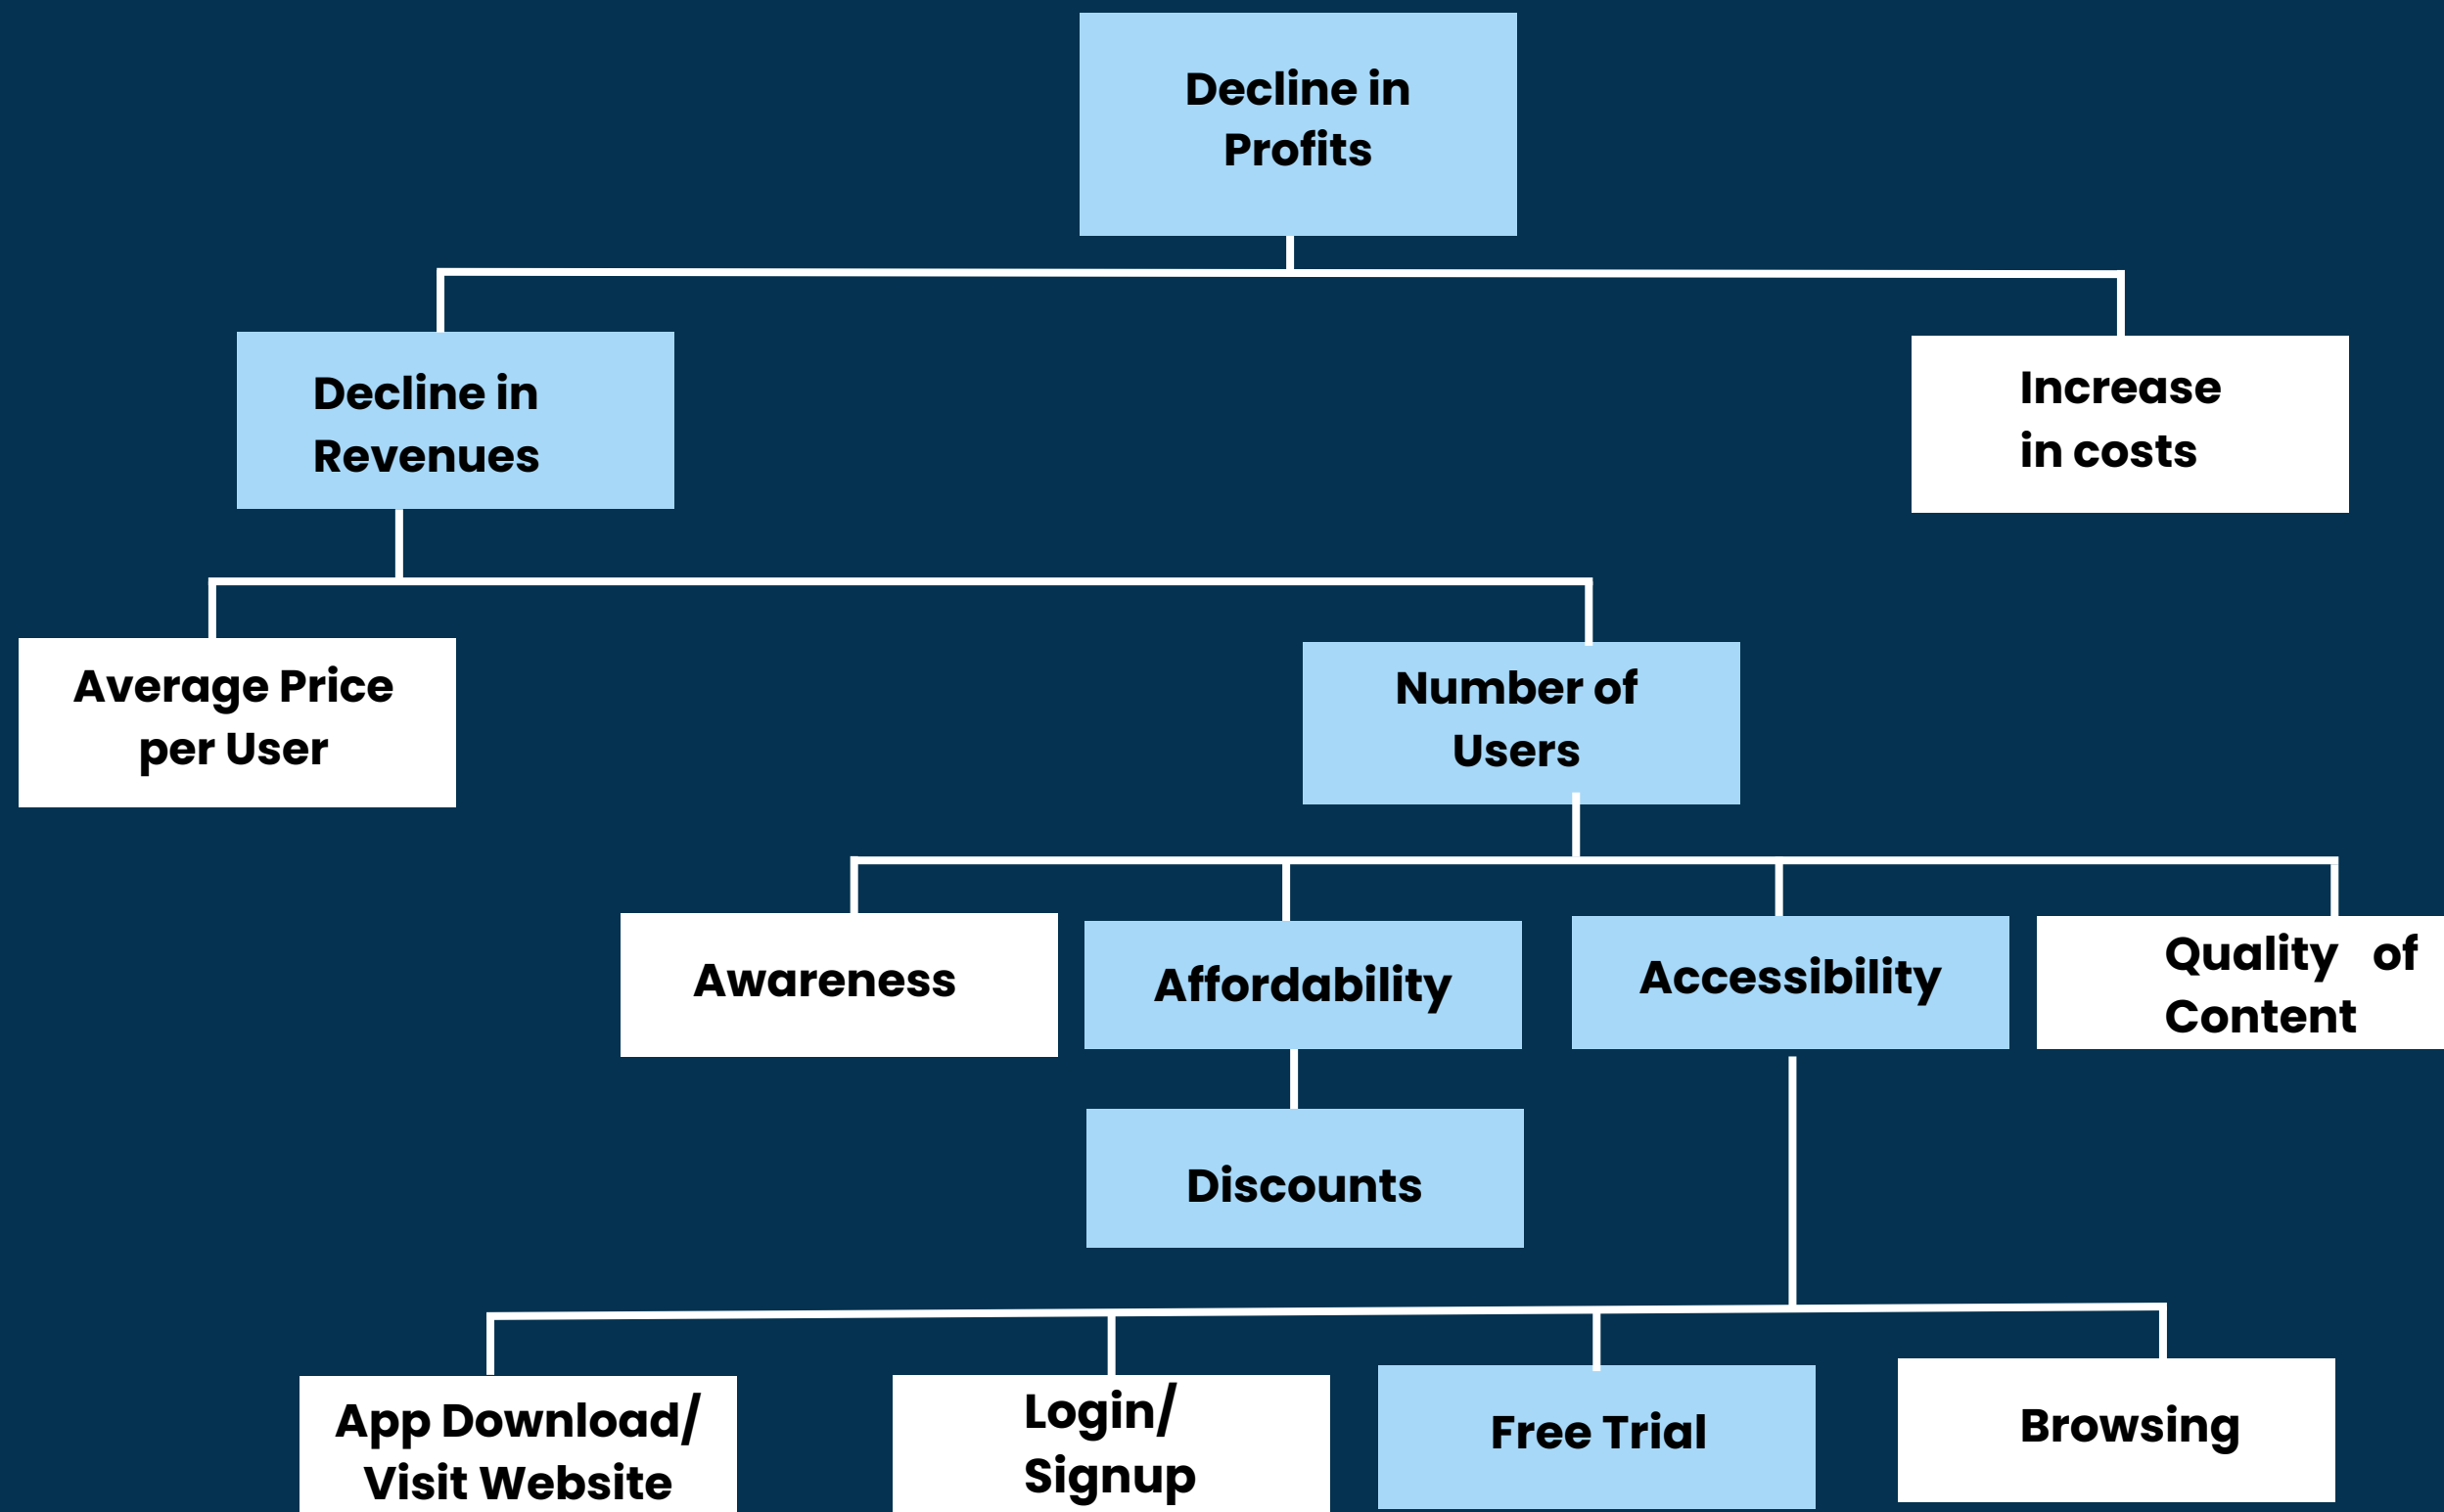 Decline in
Profits
Decline in
Revenues
Increase
in costs
Average Price
per User
Number of
Users
Awareness
Affordability
Accessibility
Quality of
Content
Discounts
App Download/
Visit Website
Login/
Signup
Free Trial
Browsing